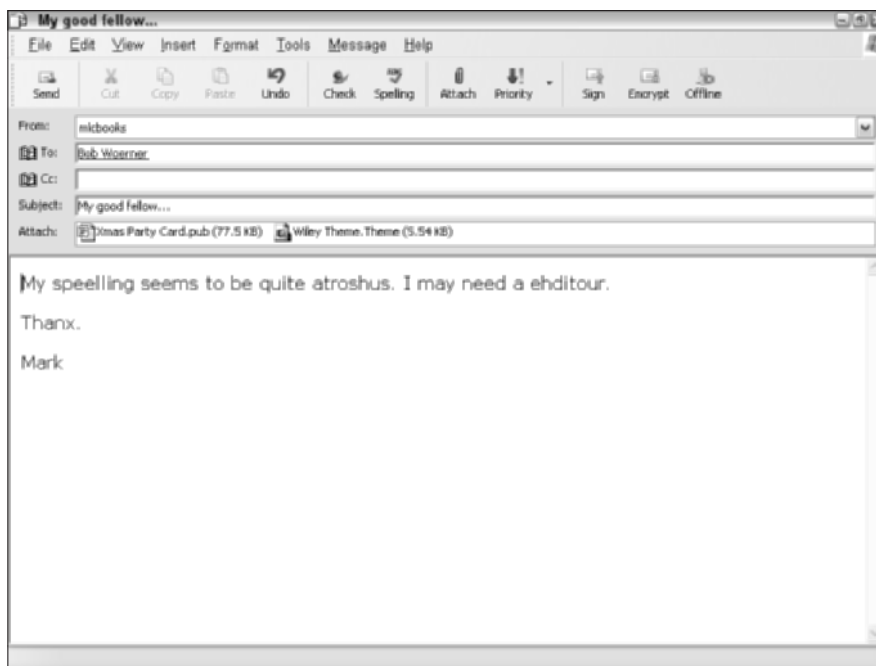 My good fellow...
File Edit View Insert Format Tools Message Help
Send Cut Copy Paste Undo Check Spelling Attach Priority Sign Encrypt Offline
From: micbooks
To: Bob Woerner
Cc:
Subject: My good fellow...
Attach: Xmas Party Card.pub (77.5 KB) Wiley Theme.Theme (5.54 KB)
My speelling seems to be quite atroshus. I may need a ehditour.
Thanx.
Mark